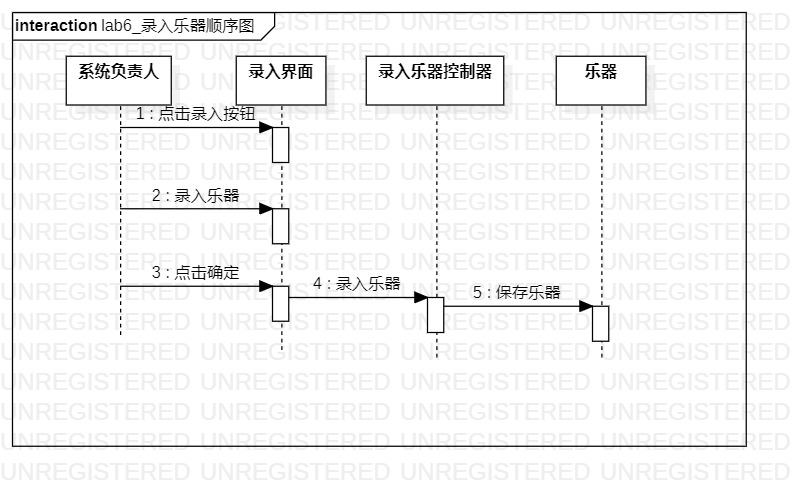 interaction lab6_录入乐器顺序图
系统负责人 录入界面 录入乐器控制器 乐器
1 : 点击录入按钮
2 : 录入乐器
3 : 点击确定
4 : 录入乐器
5 : 保存乐器
UNREGISTERED UNREGISTERED UNREGISTERED UNREGISTERED